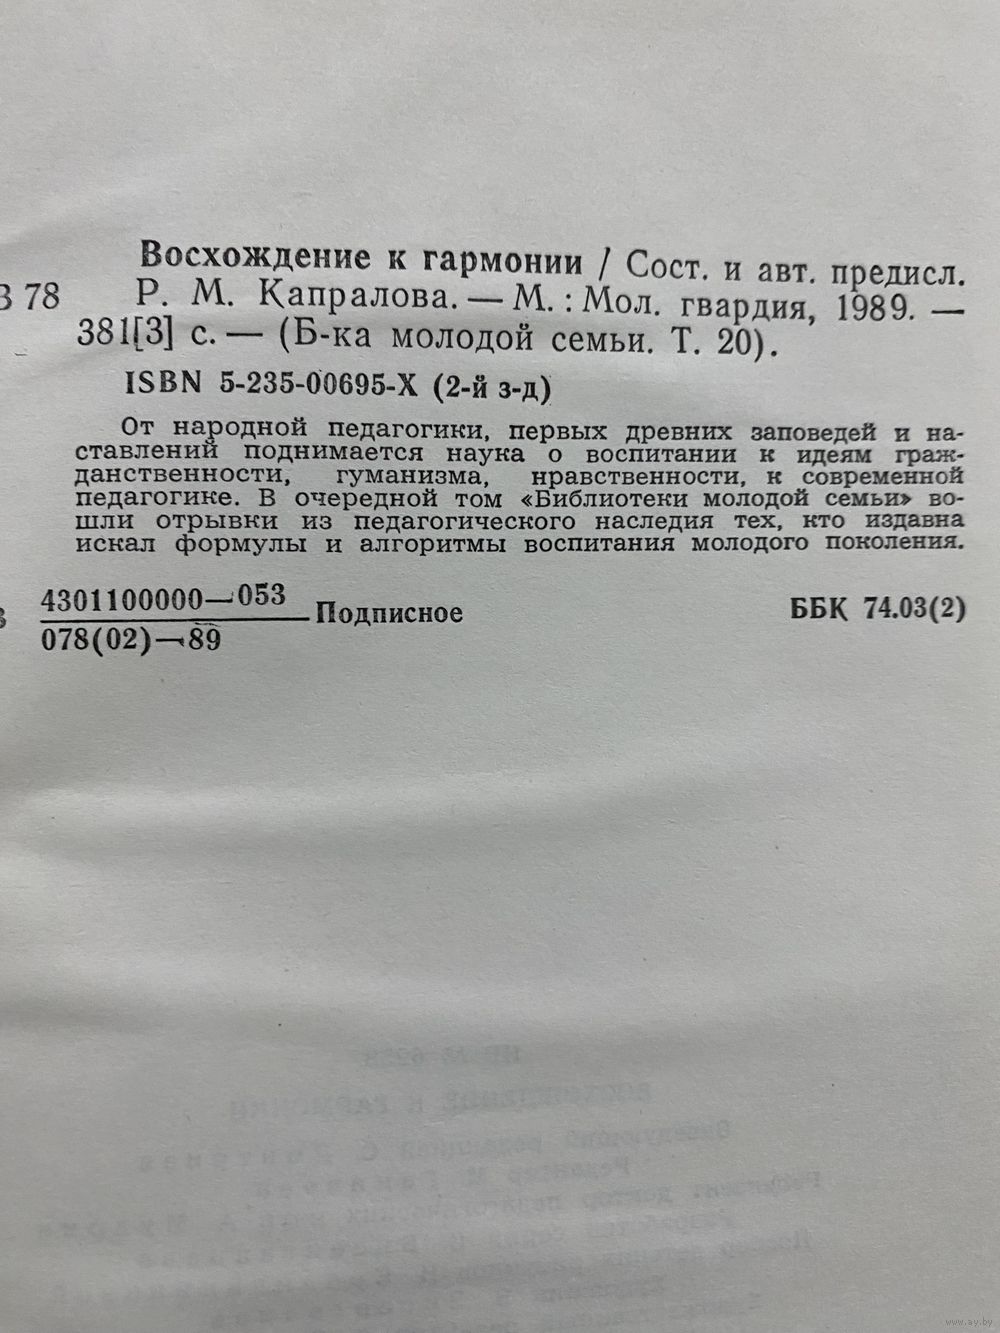 Восхождение к гармонии / Сост. и авт. предисл.
В 78 Р. М. Капралова. — М. : Мол. гвардия, 1989. —
381[3] с. — (Б-ка молодой семьи. Т. 20).
ISBN 5-235-00695-X (2-й з-д)
От народной педагогики, первых древних заповедей и на-
ставлений поднимается наука о воспитании к идеям граж-
данственности, гуманизма, нравственности, к современной
педагогике. В очередной том «Библиотеки молодой семьи» во-
шли отрывки из педагогического наследия тех, кто издавна
искал формулы и алгоритмы воспитания молодого поколения.
В 4301100000—053
078(02)—89 Подписное ББК 74.03(2)
www.ay.by